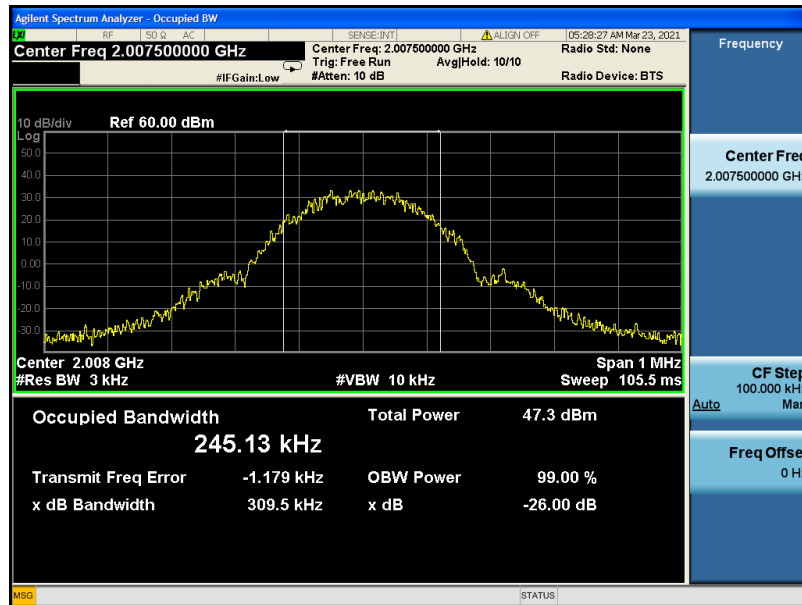 Agilent Spectrum Analyzer - Occupied BW
LXI RF 50 Ω AC SENSE:INT ALIGN OFF 05:28:27 AM Mar 23, 2021
Center Freq 2.007500000 GHz
Center Freq: 2.007500000 GHz
Radio Std: None
Trig: Free Run Avg|Hold: 10/10
#IFGain:Low
#Atten: 10 dB
Radio Device: BTS
10 dB/div Ref 60.00 dBm
Log
50.0
40.0
30.0
20.0
10.0
0.00
-10.0
-20.0
-30.0
Center 2.008 GHz Span 1 MHz
#Res BW 3 kHz #VBW 10 kHz Sweep 105.5 ms
Occupied Bandwidth Total Power 47.3 dBm
245.13 kHz
Transmit Freq Error -1.179 kHz OBW Power 99.00 %
x dB Bandwidth 309.5 kHz x dB -26.00 dB
Frequency
Center Fre
2.007500000 GH
CF Step
100.000 kH
Auto Ma
Freq Offse
0 H
MSG STATUS